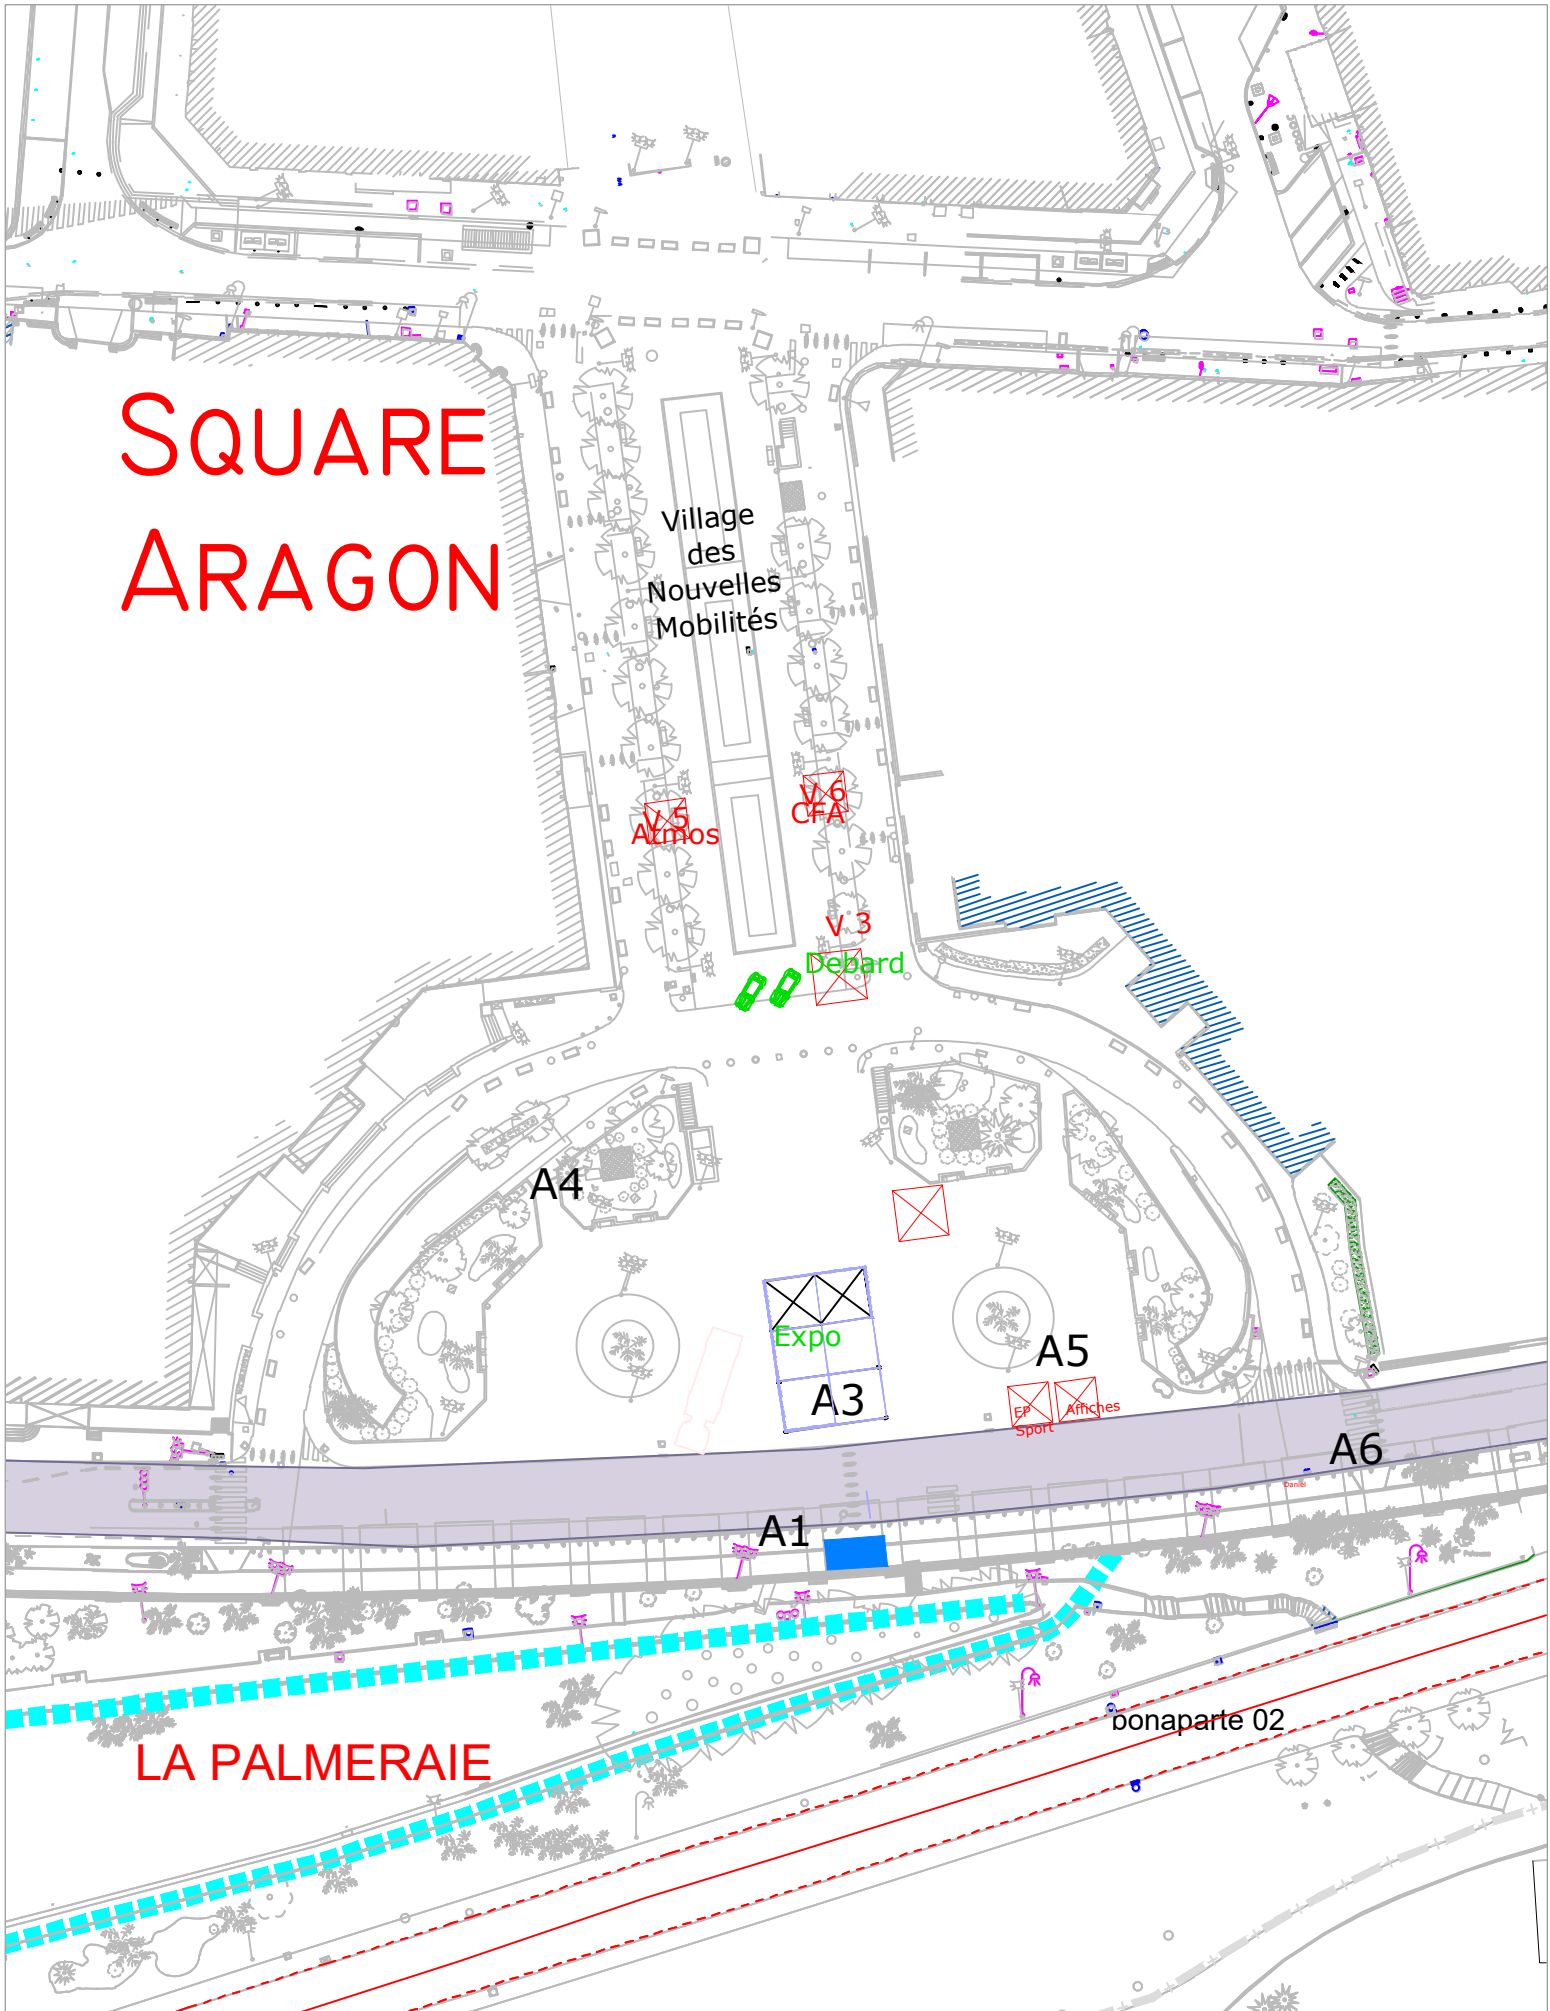 SQUARE
ARAGON
Village
des
Nouvelles
Mobilités
V 6
CFA
V 5
Atmos
V 3
Debard
A4
Expo
A3
A5
EP
Sport
Affiches
A6
Daniel
A1
bonaparte 02
LA PALMERAIE